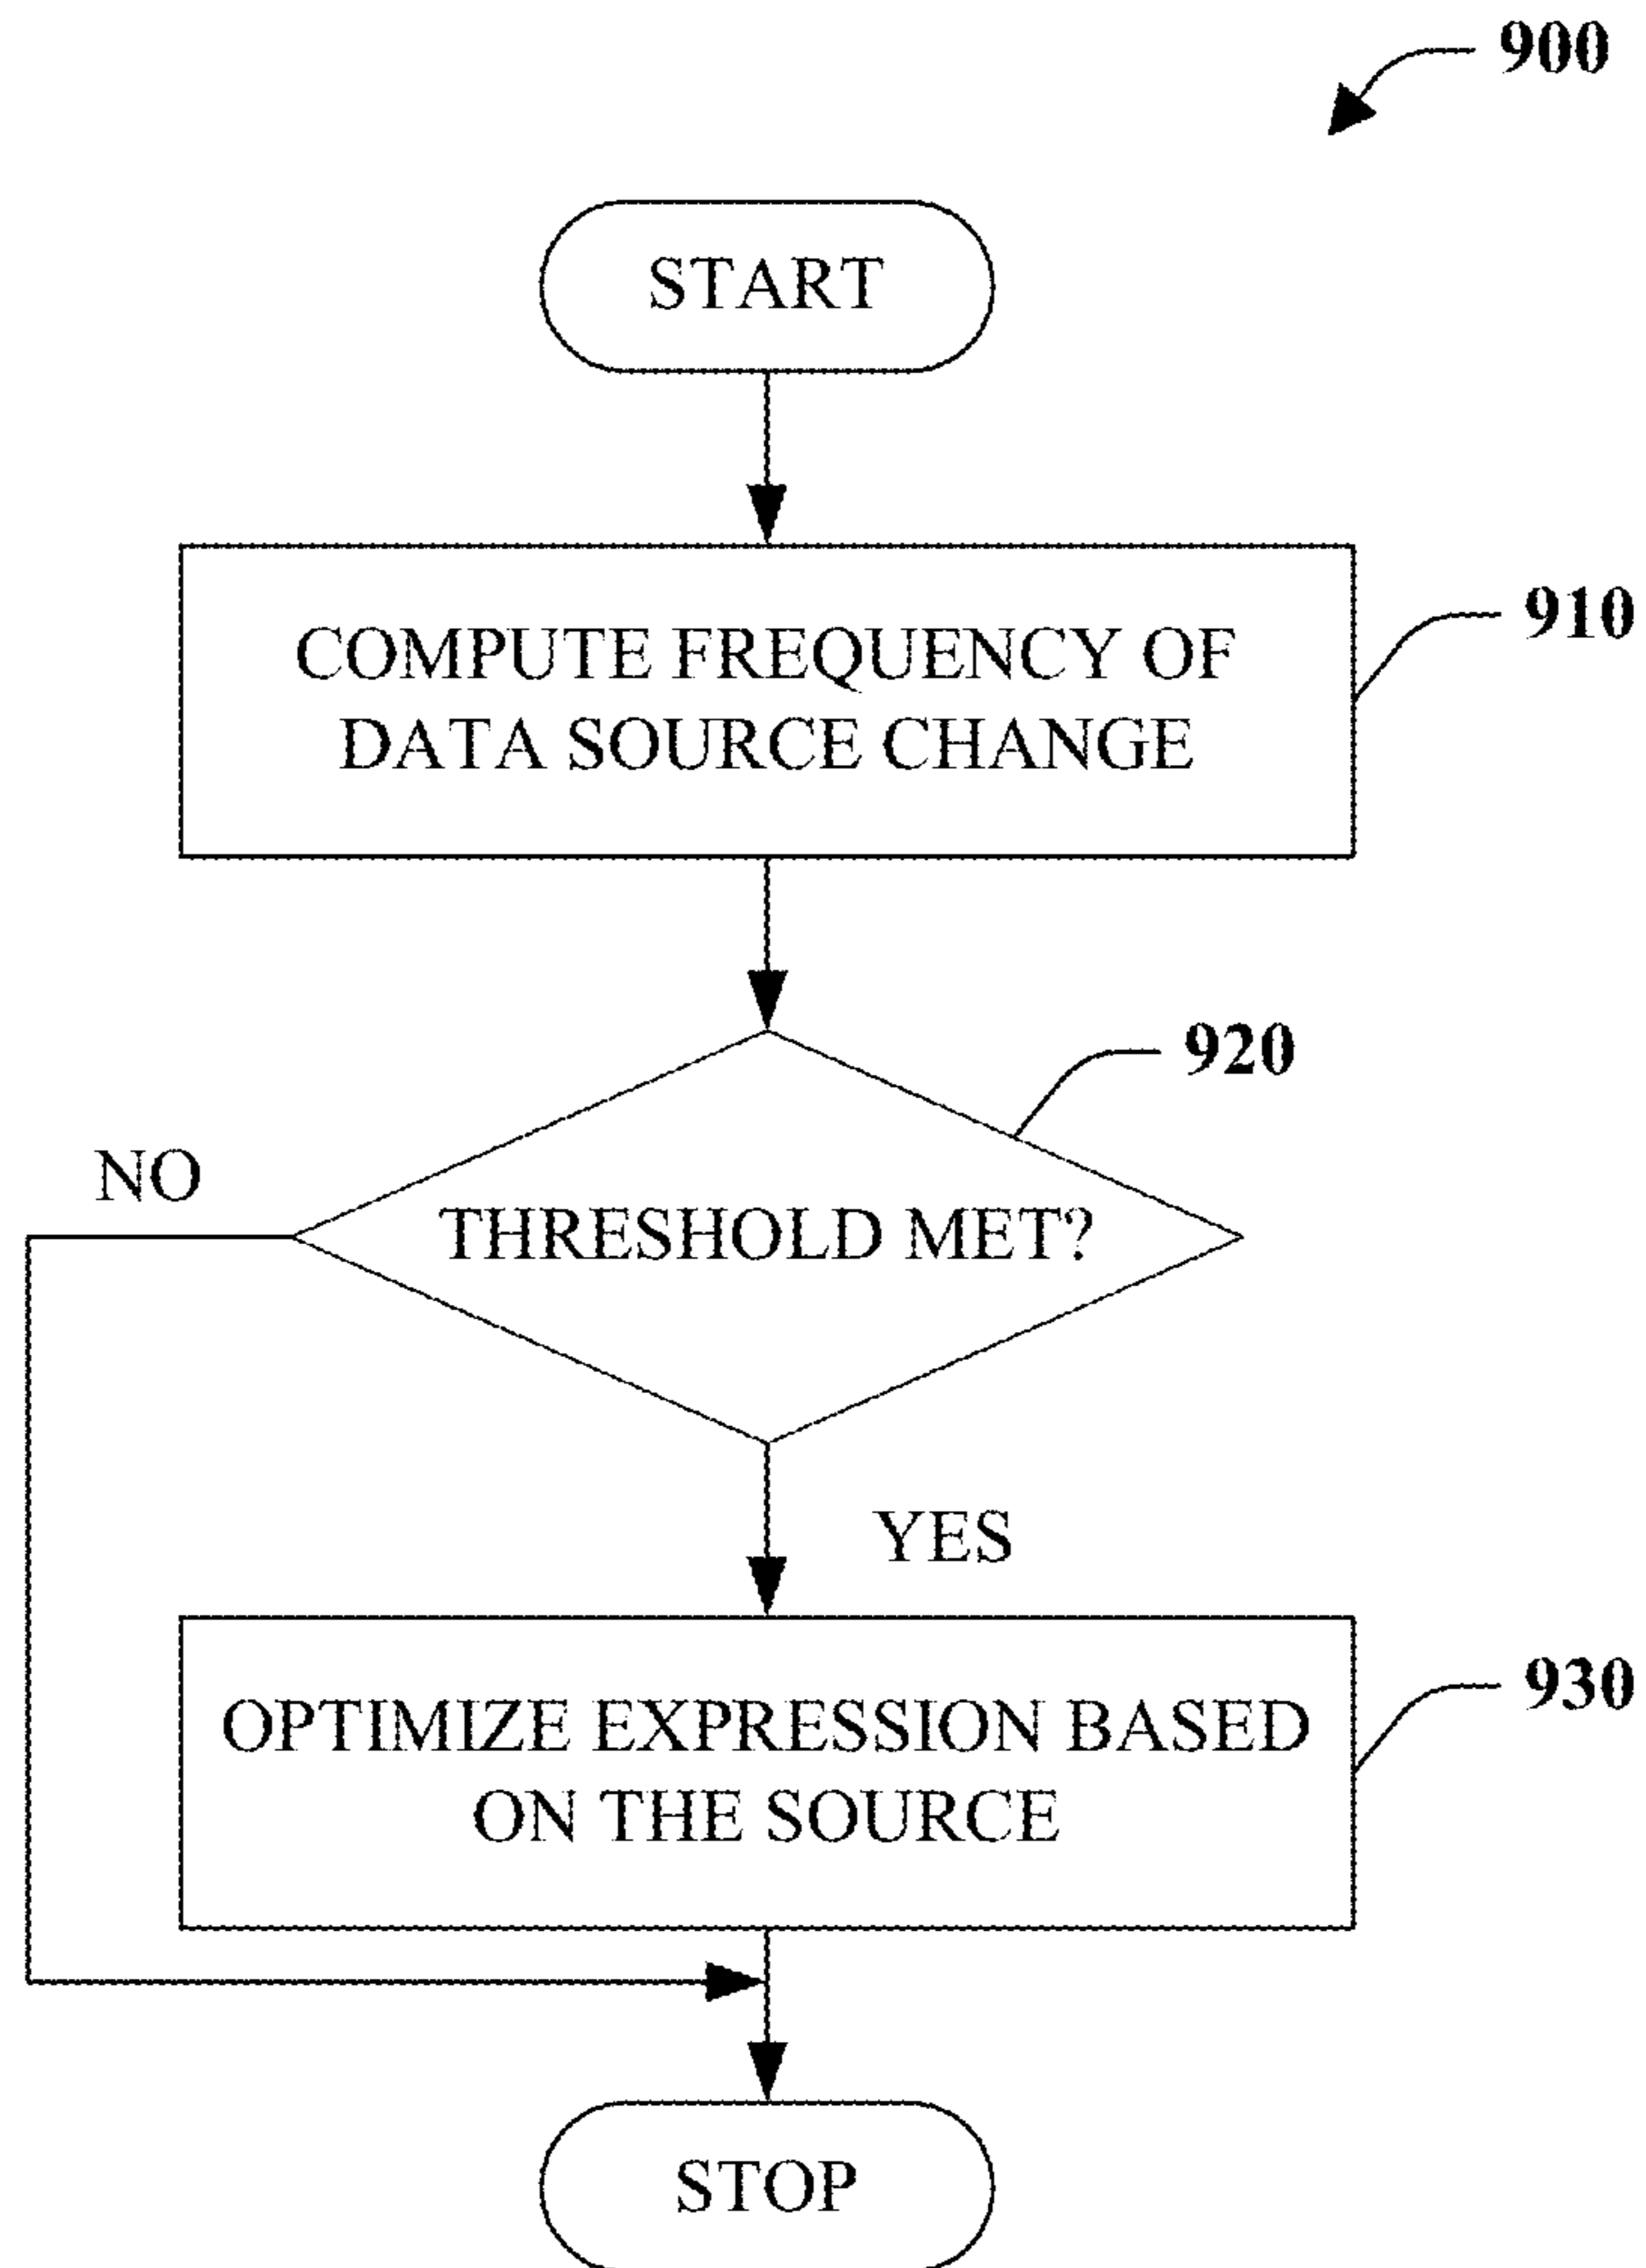 900
START
COMPUTE FREQUENCY OF
DATA SOURCE CHANGE
910
920
NO
THRESHOLD MET?
YES
OPTIMIZE EXPRESSION BASED
ON THE SOURCE
930
STOP